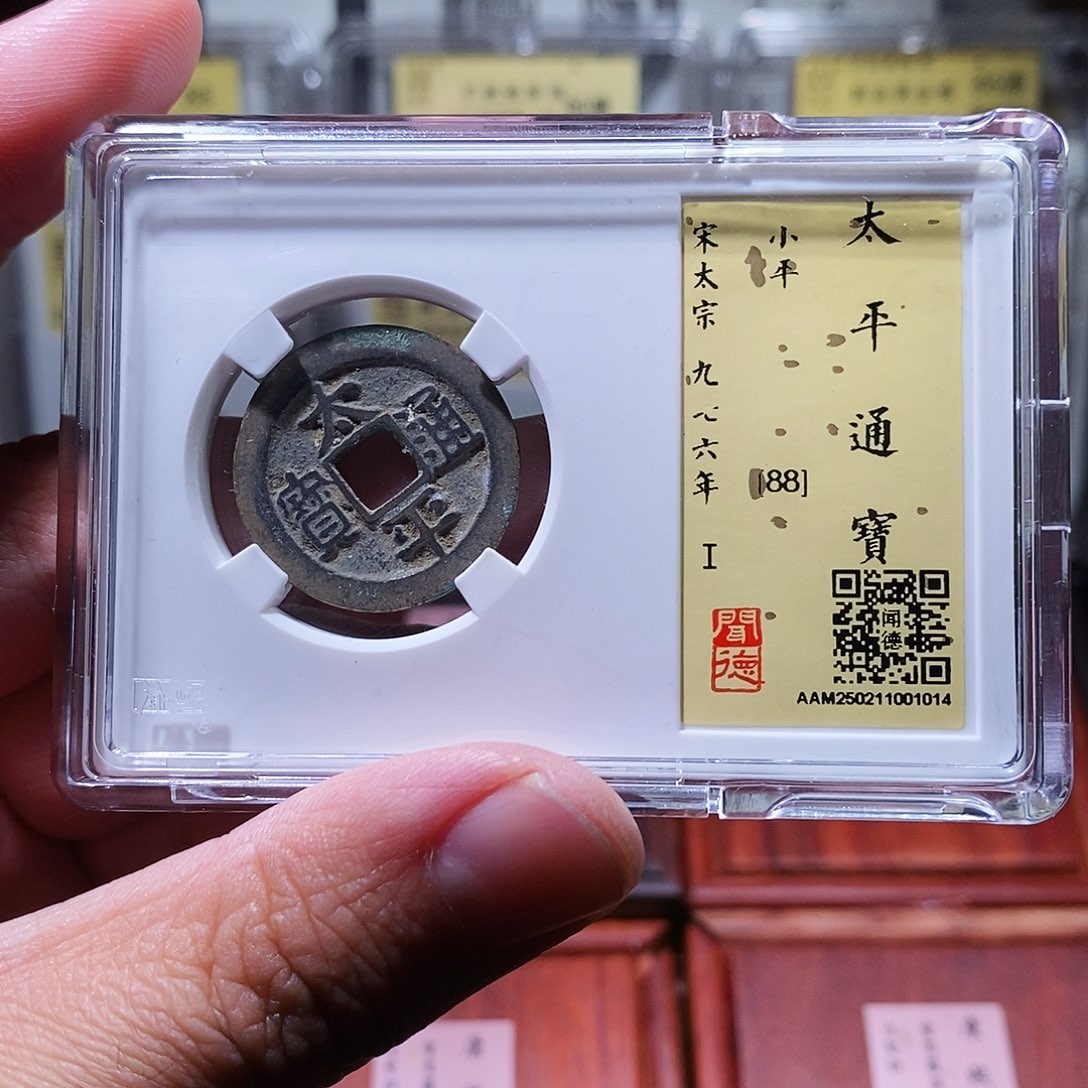 太平通寶
小平
[88]
宋太宗 九七六年 I
聞德
闻德
AAM250211001014
太平通寶